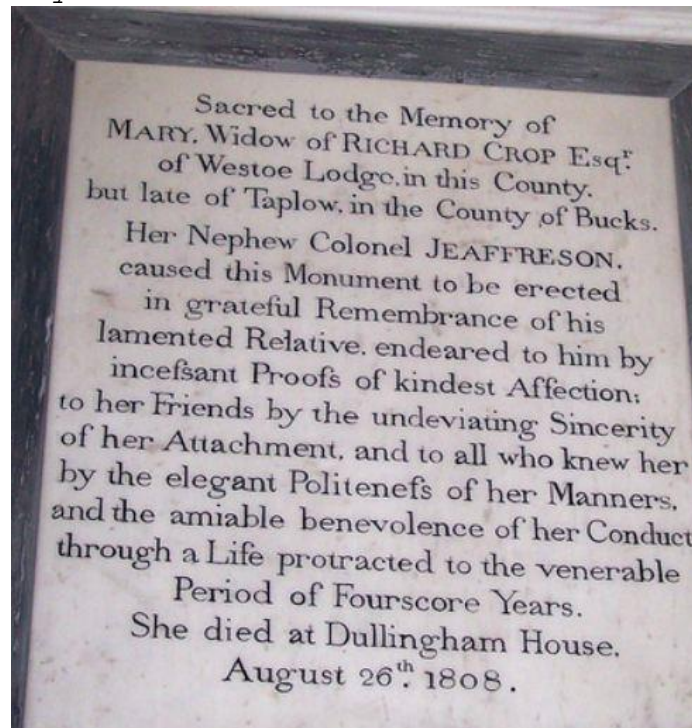 Sacred to the Memory of
MARY. Widow of RICHARD CROP Esqr.
of Westoe Lodge, in this County.
but late of Taplow, in the County of Bucks.
Her Nephew Colonel JEAFFRESON,
caused this Monument to be erected
in grateful Remembrance of his
lamented Relative, endeared to him by
inceſsant Proofs of kindest Affection;
to her Friends by the undeviating Sincerity
of her Attachment, and to all who knew her
by the elegant Politeneſs of her Manners,
and the amiable benevolence of her Conduct
through a Life protracted to the venerable
Period of Fourscore Years.
She died at Dullingham House,
August 26th. 1808.